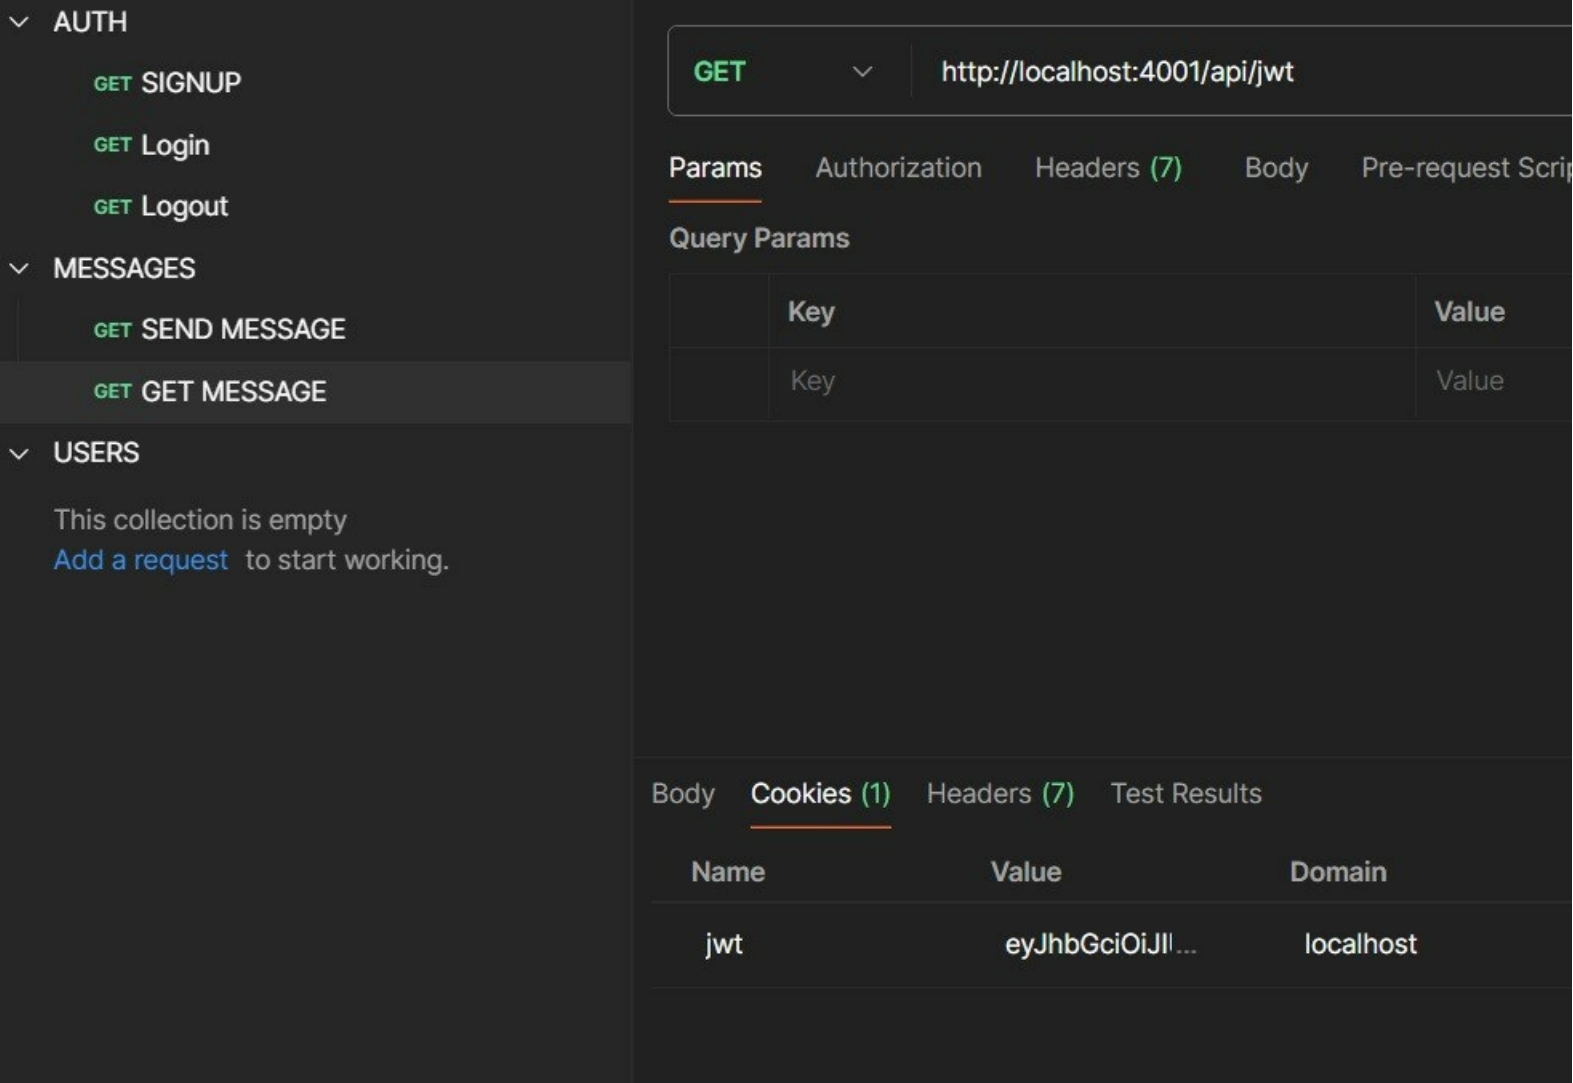 AUTH
GET SIGNUP
GET Login
GET Logout
MESSAGES
GET SEND MESSAGE
GET GET MESSAGE
USERS
This collection is empty
Add a request to start working.
GET http://localhost:4001/api/jwt
Params Authorization Headers (7) Body Pre-request
Query Params
Key Value
Key Value
Body Cookies (1) Headers (7) Test Results
Name Value Domain
jwt localhost